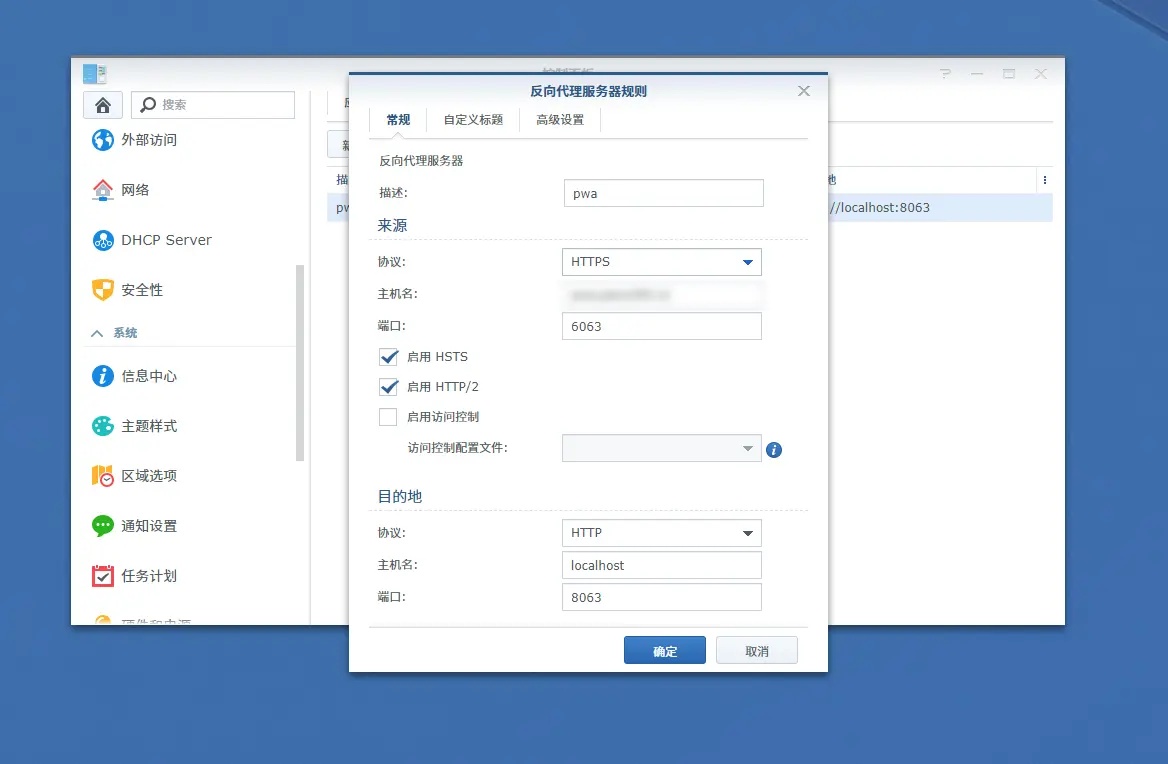 反向代理服务器规则
搜索
外部访问
网络
DHCP Server
安全性
系统
信息中心
主题样式
区域选项
通知设置
任务计划
常规
自定义标题
高级设置
反向代理服务器
描述:
pwa
来源
协议:
HTTPS
主机名:
端口:
6063
启用 HSTS
启用 HTTP/2
启用访问控制
访问控制配置文件:
目的地
协议:
HTTP
主机名:
localhost
端口:
8063
确定
取消
//localhost:8063